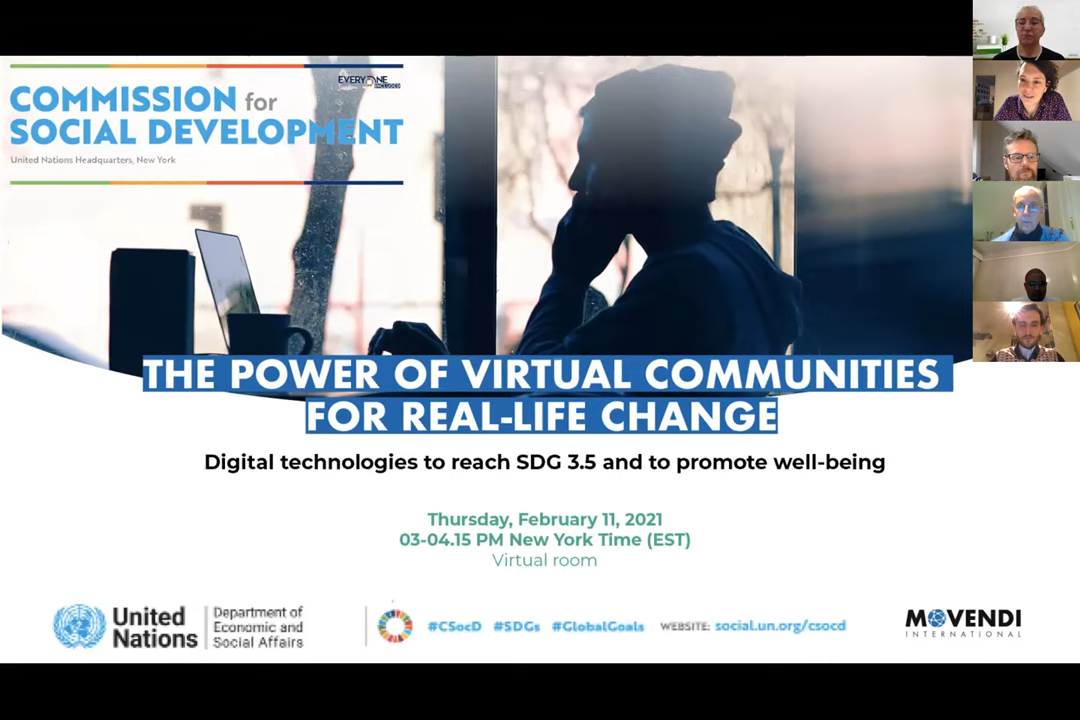 EVERYONE
INCLUDED
COMMISSION for
SOCIAL DEVELOPMENT
United Nations Headquarters, New York
THE POWER OF VIRTUAL COMMUNITIES
FOR REAL-LIFE CHANGE
Digital technologies to reach SDG 3.5 and to promote well-being
Thursday, February 11, 2021
03-04.15 PM New York Time (EST)
Virtual room
United
Nations
Department of
Economic and
Social Affairs
#CSocD #SDGs #GlobalGoals WEBSITE: social.un.org/csocd
MOVENDI
INTERNATIONAL